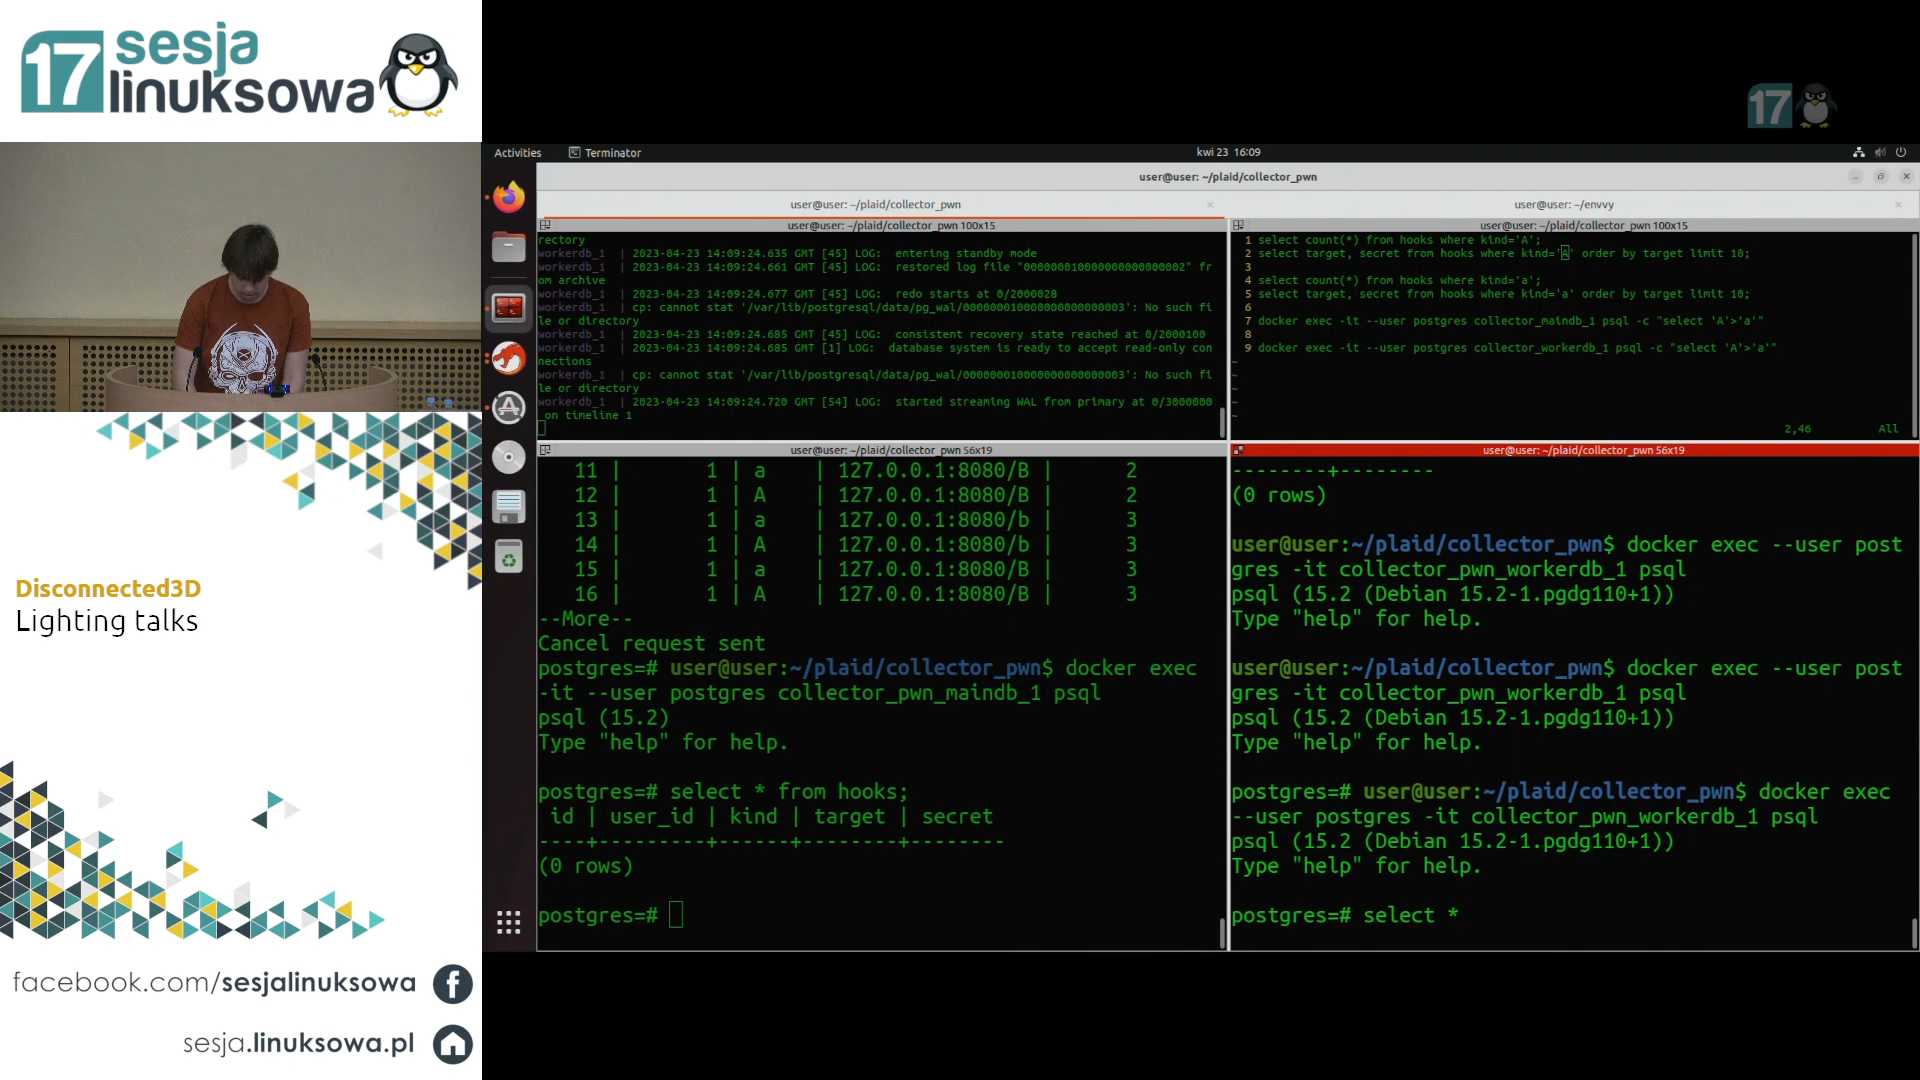 17 sesja
linuksowa
17
Activities
Terminator
kwi 23 16:09
user@user: ~/plaid/collector_pwn
user@user: ~/plaid/collector_pwn
user@user: ~/envvy
user@user: ~/plaid/collector_pwn 100x15
rectory
workerdb_1  | 2023-04-23 14:09:24.635 GMT [45] LOG:  entering standby mode
workerdb_1  | 2023-04-23 14:09:24.661 GMT [45] LOG:  restored log file "000000010000000000000002" fr
om archive
workerdb_1  | 2023-04-23 14:09:24.677 GMT [45] LOG:  redo starts at 0/2000028
workerdb_1  | cp: cannot stat '/var/lib/postgresql/data/pg_wal/000000010000000000000003': No such fi
le or directory
workerdb_1  | 2023-04-23 14:09:24.685 GMT [45] LOG:  consistent recovery state reached at 0/2000100
workerdb_1  | 2023-04-23 14:09:24.685 GMT [1] LOG:  database system is ready to accept read-only con
nections
workerdb_1  | cp: cannot stat '/var/lib/postgresql/data/pg_wal/000000010000000000000003': No such fi
le or directory
workerdb_1  | 2023-04-23 14:09:24.720 GMT [54] LOG:  started streaming WAL from primary at 0/3000000
 on timeline 1
user@user: ~/plaid/collector_pwn 100x15
1 select count(*) from hooks where kind='A';
2 select target, secret from hooks where kind='A' order by target limit 10;
3
4 select count(*) from hooks where kind='a';
5 select target, secret from hooks where kind='a' order by target limit 10;
6
7 docker exec -it --user postgres collector_maindb_1 psql -c "select 'A'>'a'"
8
9 docker exec -it --user postgres collector_workerdb_1 psql -c "select 'A'>'a'"
~
~
~
~
~
2,46 All
user@user: ~/plaid/collector_pwn 56x19
11 | 1 | a | 127.0.0.1:8080/B | 2
12 | 1 | A | 127.0.0.1:8080/B | 2
13 | 1 | a | 127.0.0.1:8080/b | 3
14 | 1 | A | 127.0.0.1:8080/b | 3
15 | 1 | a | 127.0.0.1:8080/B | 3
16 | 1 | A | 127.0.0.1:8080/B | 3
--More--
Cancel request sent
postgres=# user@user:~/plaid/collector_pwn$ docker exec
-it --user postgres collector_pwn_maindb_1 psql
psql (15.2)
Type "help" for help.
postgres=# select * from hooks;
id | user_id | kind | target | secret
----+---------+------+--------+--------
(0 rows)
postgres=#
user@user: ~/plaid/collector_pwn 56x19
--------+--------
(0 rows)
user@user:~/plaid/collector_pwn$ docker exec --user post
gres -it collector_pwn_workerdb_1 psql
psql (15.2 (Debian 15.2-1.pgdg110+1))
Type "help" for help.
user@user:~/plaid/collector_pwn$ docker exec --user post
gres -it collector_pwn_workerdb_1 psql
psql (15.2 (Debian 15.2-1.pgdg110+1))
Type "help" for help.
postgres=# user@user:~/plaid/collector_pwn$ docker exec
--user postgres -it collector_pwn_workerdb_1 psql
psql (15.2 (Debian 15.2-1.pgdg110+1))
Type "help" for help.
postgres=# select *
Disconnected3D
Lighting talks
facebook.com/sesjalinuksowa
sesja.linuksowa.pl